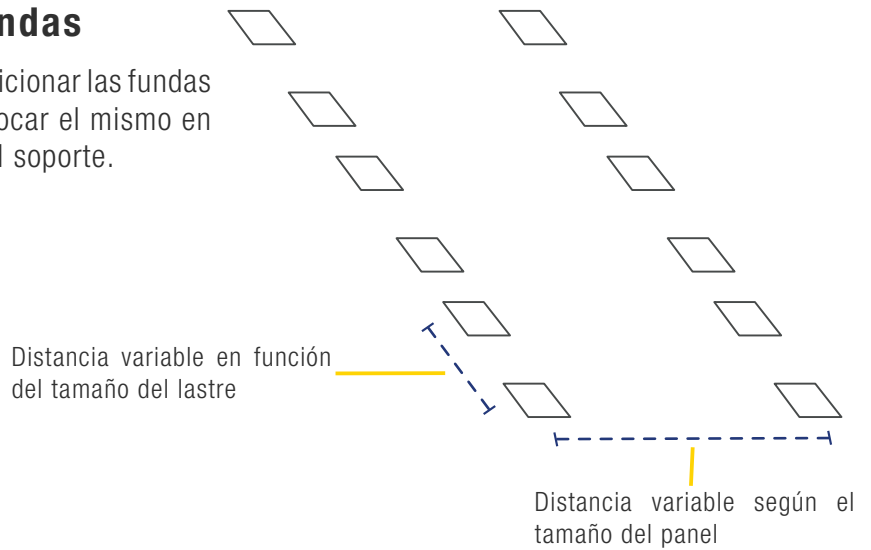 ndas
icionar las fundas
ocar el mismo en
l soporte.
Distancia variable en función
del tamaño del lastre
Distancia variable según el
tamaño del panel